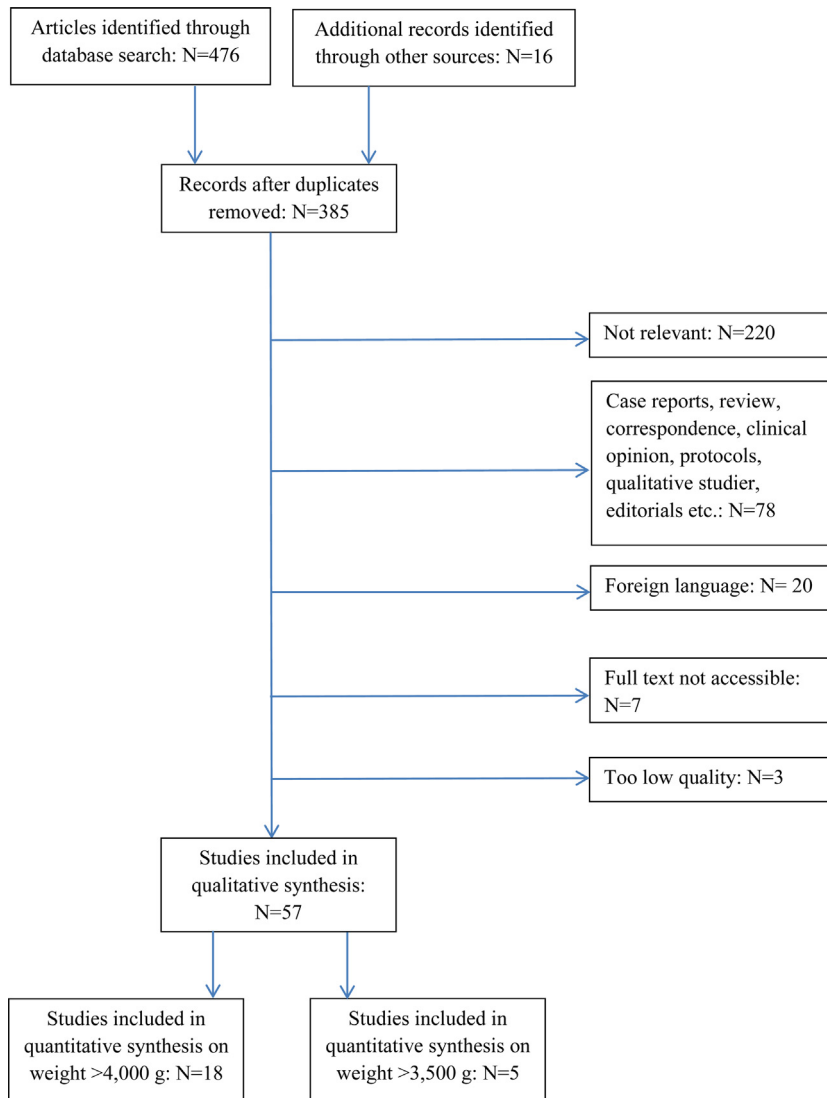 Articles identified through
database search: N=476
Additional records identified
through other sources: N=16
Records after duplicates
removed: N=385
Not relevant: N=220
Case reports, review,
correspondence, clinical
opinion, protocols,
qualitative studier,
editorials etc.: N=78
Foreign language: N= 20
Full text not accessible:
N=7
Too low quality: N=3
Studies included in
qualitative synthesis:
N=57
Studies included in
quantitative synthesis on
weight >4,000 g: N=18
Studies included in
quantitative synthesis on
weight >3,500 g: N=5